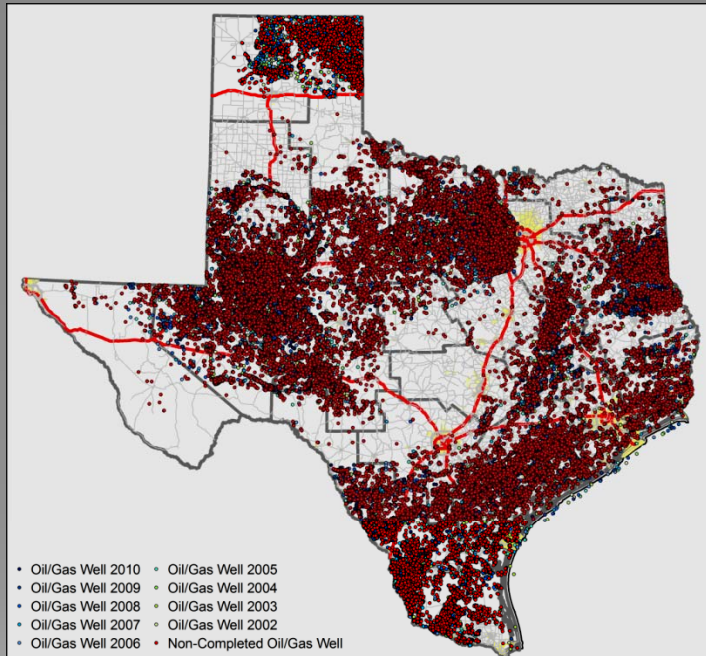 Oil/Gas Well 2010
Oil/Gas Well 2009
Oil/Gas Well 2008
Oil/Gas Well 2007
Oil/Gas Well 2006
Oil/Gas Well 2005
Oil/Gas Well 2004
Oil/Gas Well 2003
Oil/Gas Well 2002
Non-Completed Oil/Gas Well